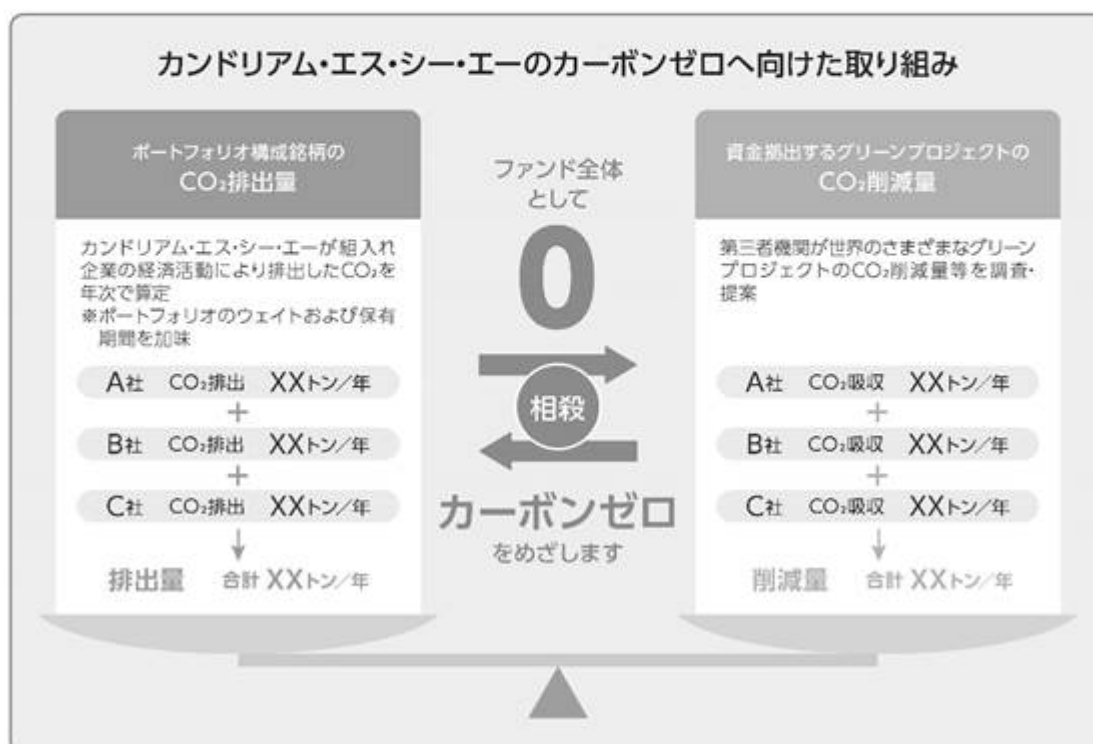 カンドリアム・エス・シー・エーのカーボンゼロへ向けた取り組み
ポートフォリオ構成銘柄の
CO₂排出量
カンドリアム・エス・シー・エーが組入れ
企業の経済活動により排出したCO₂を
年次で算定
※ポートフォリオのウェイトおよび保有
期間を加味
A社 CO₂排出 XXトン/年
+
B社 CO₂排出 XXトン/年
+
C社 CO₂排出 XXトン/年
↓
排出量 合計 XXトン/年
ファンド全体
として
0
相殺
カーボンゼロ
をめざします
資金拠出するグリーンプロジェクトの
CO₂削減量
第三者機関が世界のさまざまなグリーン
プロジェクトのCO₂削減量等を調査・
提案
A社 CO₂吸収 XXトン/年
+
B社 CO₂吸収 XXトン/年
+
C社 CO₂吸収 XXトン/年
↓
削減量 合計 XXトン/年